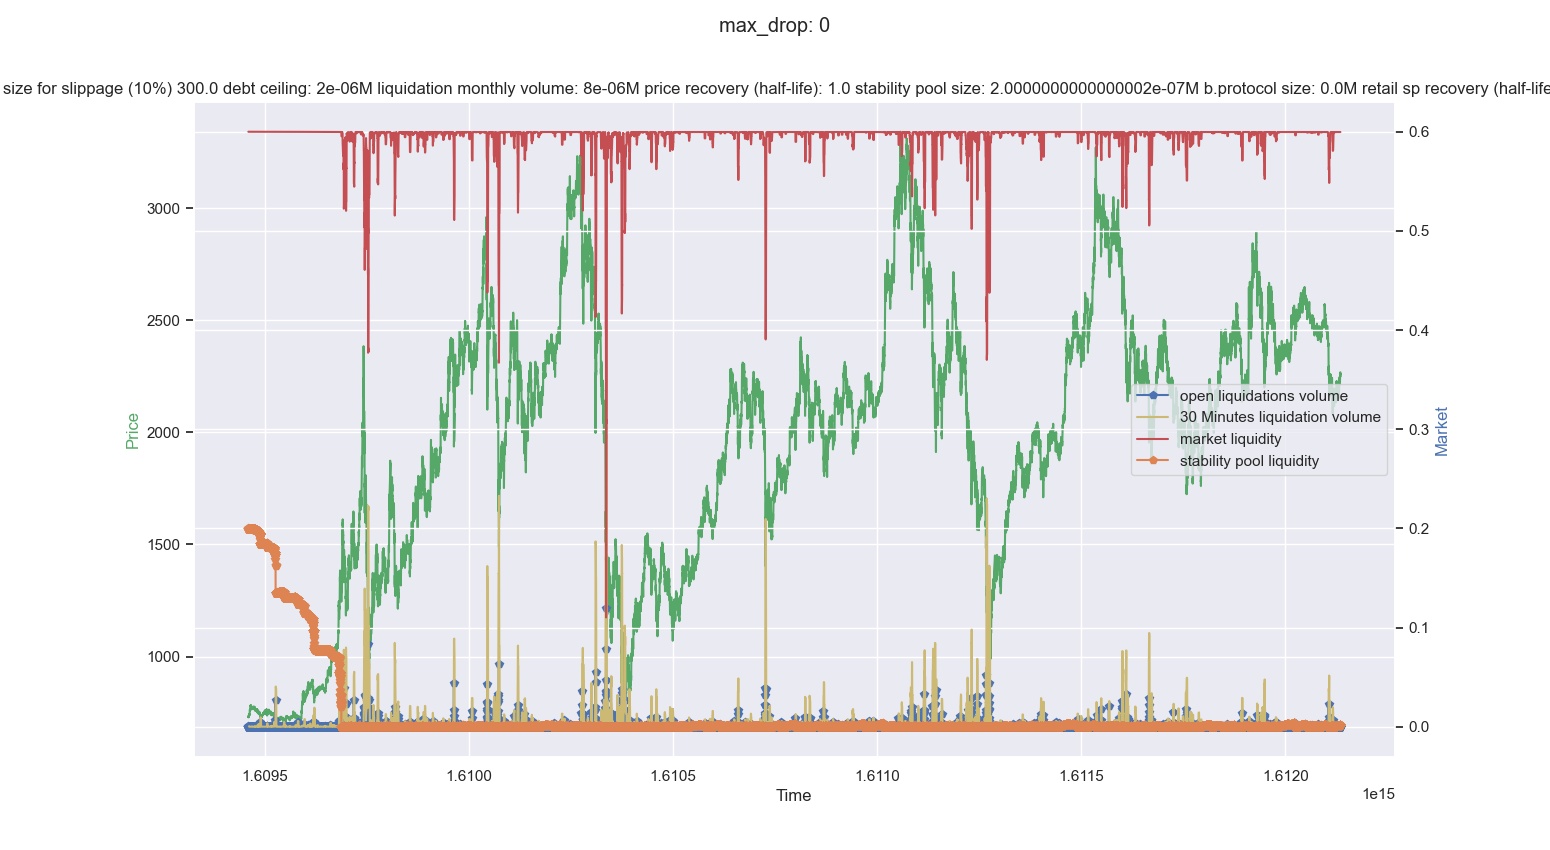 max_drop: 0
size for slippage (10%) 300.0 debt ceiling: 2e-06M liquidation monthly volume: 8e-06M price recovery (half-life): 1.0 stability pool size: 2.0000000000000002e-07M b.protocol size: 0.0M retail sp recovery (half-life
0.6
3000
0.5
2500
0.4
open liquidations volume
30 Minutes liquidation volume
market liquidity
stability pool liquidity
Price
Market
2000
0.3
1500
0.2
1000
0.1
0.0
1.6095 1.6100 1.6105 1.6110 1.6115 1.6120
Time
1e15